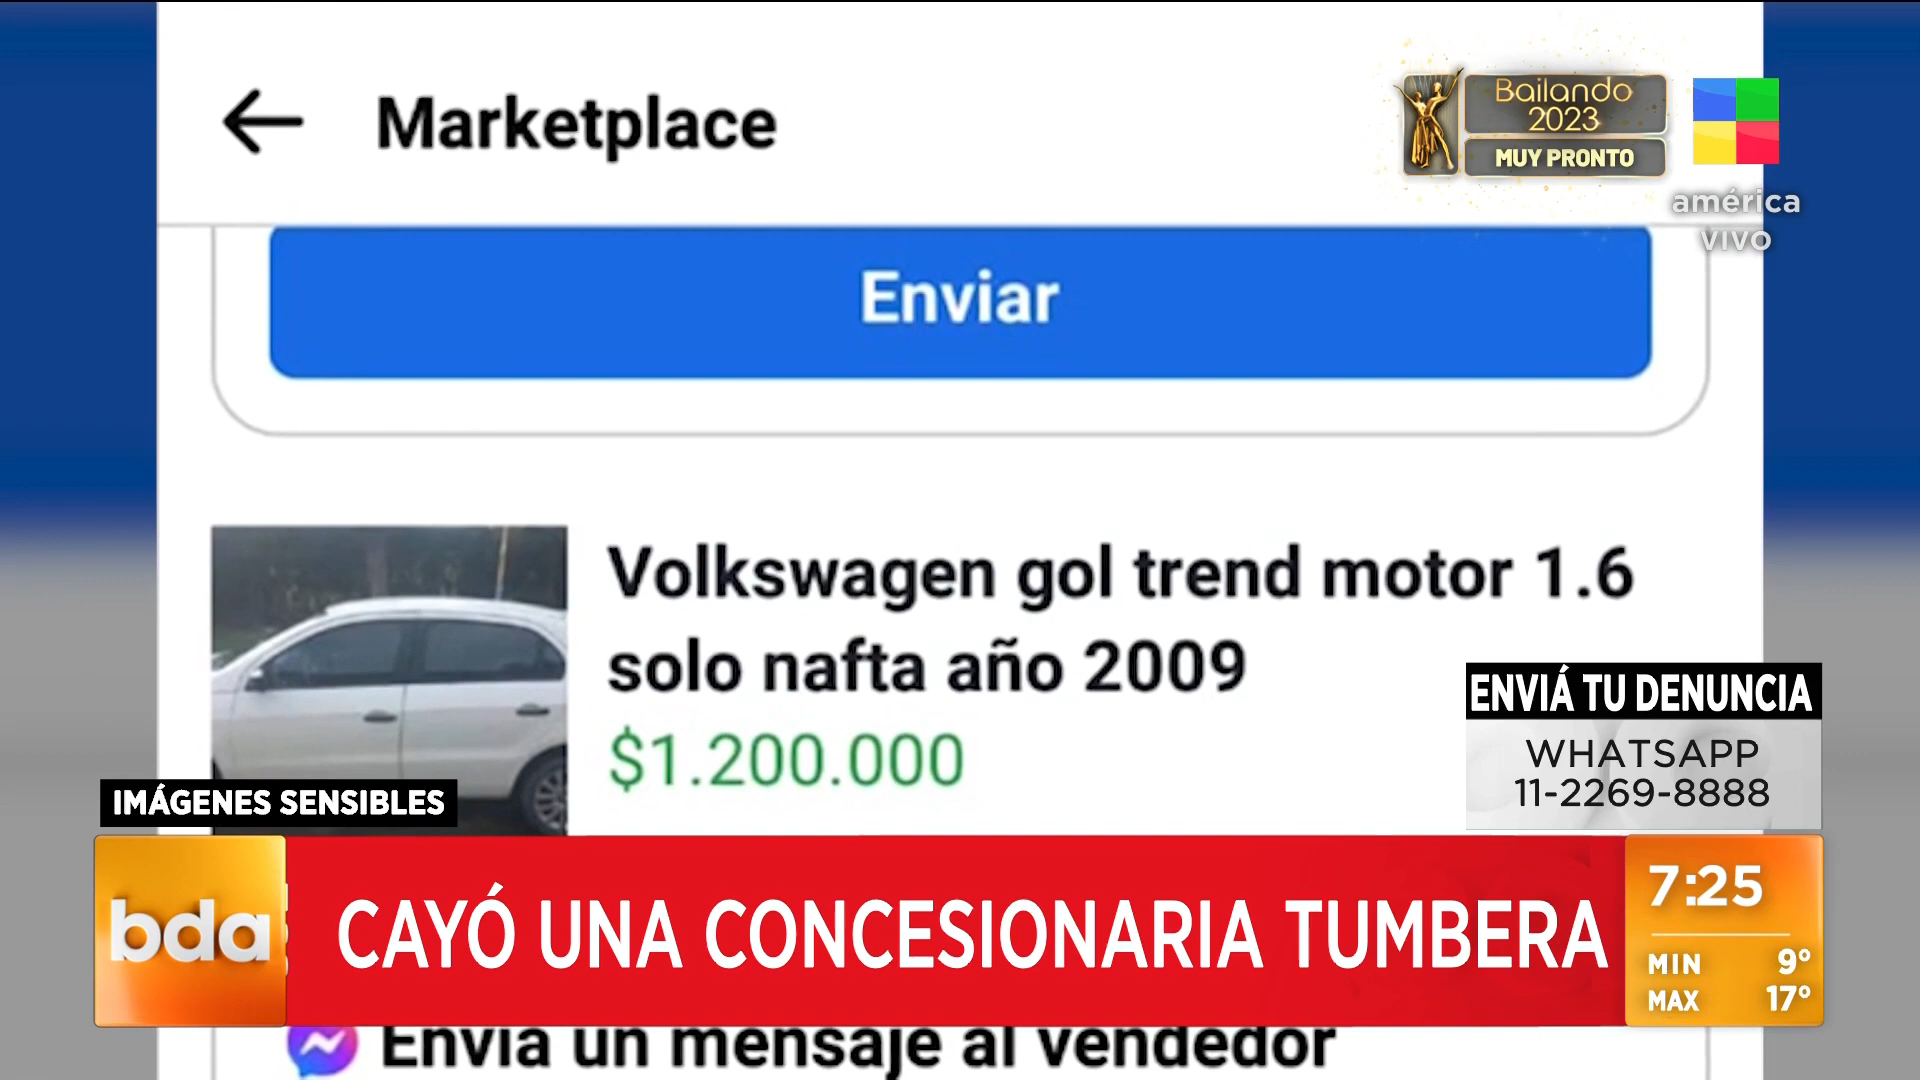 Marketplace
Bailando
2023
MUY PRONTO
américa
VIVO
Enviar
Volkswagen gol trend motor 1.6
solo nafta año 2009
$1.200.000
ENVIÁ TU DENUNCIA
WHATSAPP
11-2269-8888
IMÁGENES SENSIBLES
bda
CAYÓ UNA CONCESIONARIA TUMBERA
7:25
MIN 9°
MAX 17°
Envía un mensaje al vendedor